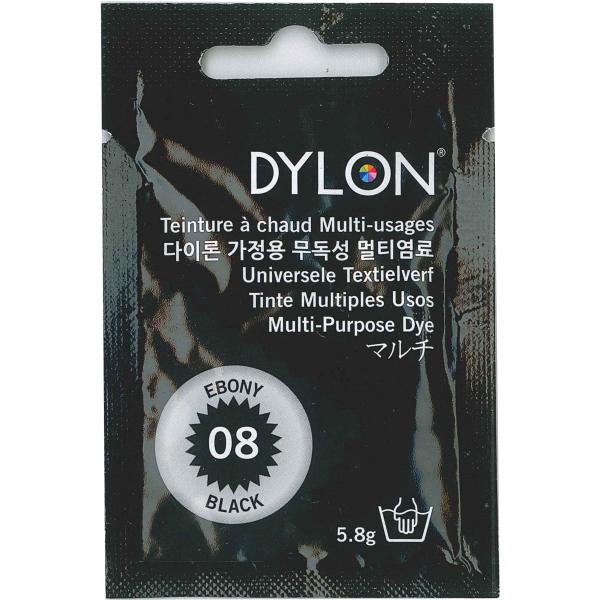 DYLON®
Teinture à chaud Multi-usages
다이론 가정용 무독성 멀티염료
Universele Textielverf
Tinte Multiples Usos
Multi-Purpose Dye
マルチ
EBONY
08
BLACK
5.8g